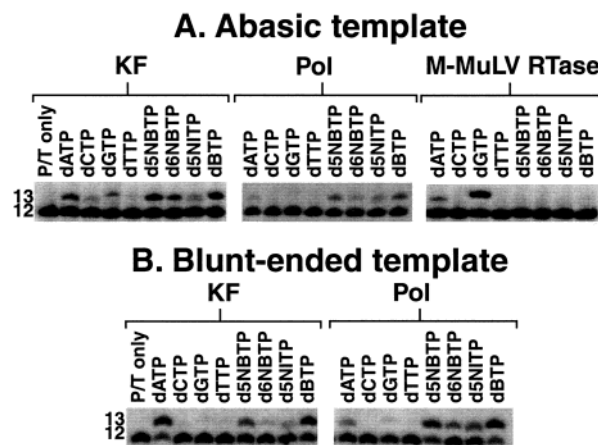 A. Abasic template
KF Pol M-MuLV RTase
P/T only dATP dCTP dGTP dTTP d5NBTP d6NBTP d5NITP dBTP dATP dCTP dGTP dTTP d5NBTP d6NBTP d5NITP dBTP dATP dCTP dGTP dTTP d5NBTP d6NBTP d5NITP dBTP
13
12
B. Blunt-ended template
KF Pol
P/T only dATP dCTP dGTP dTTP d5NBTP d6NBTP d5NITP dBTP dATP dCTP dGTP dTTP d5NBTP d6NBTP d5NITP dBTP
13
12